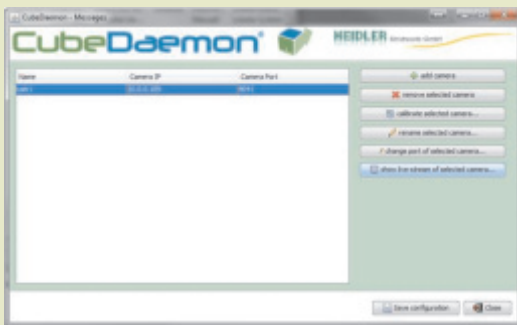 CubeDaemon - Messages
CubeDaemon®
HEIDLER
Name Camera IP Camera Port
add camera
remove selected camera
calibrate selected camera...
rename selected camera...
change port of selected camera...
show live stream of selected camera...
Save configuration Close